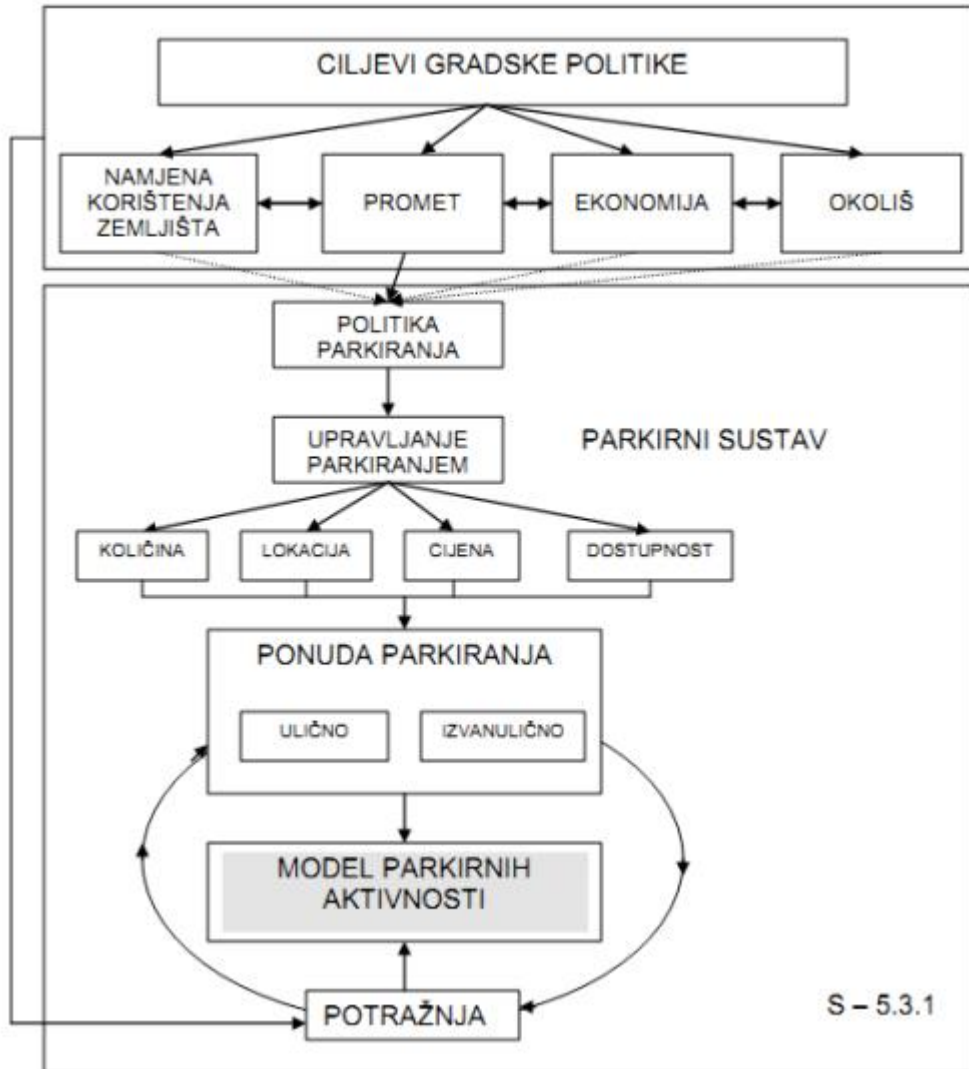 CILJEVI GRADSKE POLITIKE
NAMJENA
KORIŠTENJA
ZEMLJIŠTA
PROMET
EKONOMIJA
OKOLIŠ
POLITIKA
PARKIRANJA
UPRAVLJANJE
PARKIRANJEM
PARKIRNI SUSTAV
KOLIČINA
LOKACIJA
CIJENA
DOSTUPNOST
PONUDA PARKIRANJA
ULIČNO
IZVANULIČNO
MODEL PARKIRNIH
AKTIVNOSTI
POTRAŽNJA
S – 5.3.1